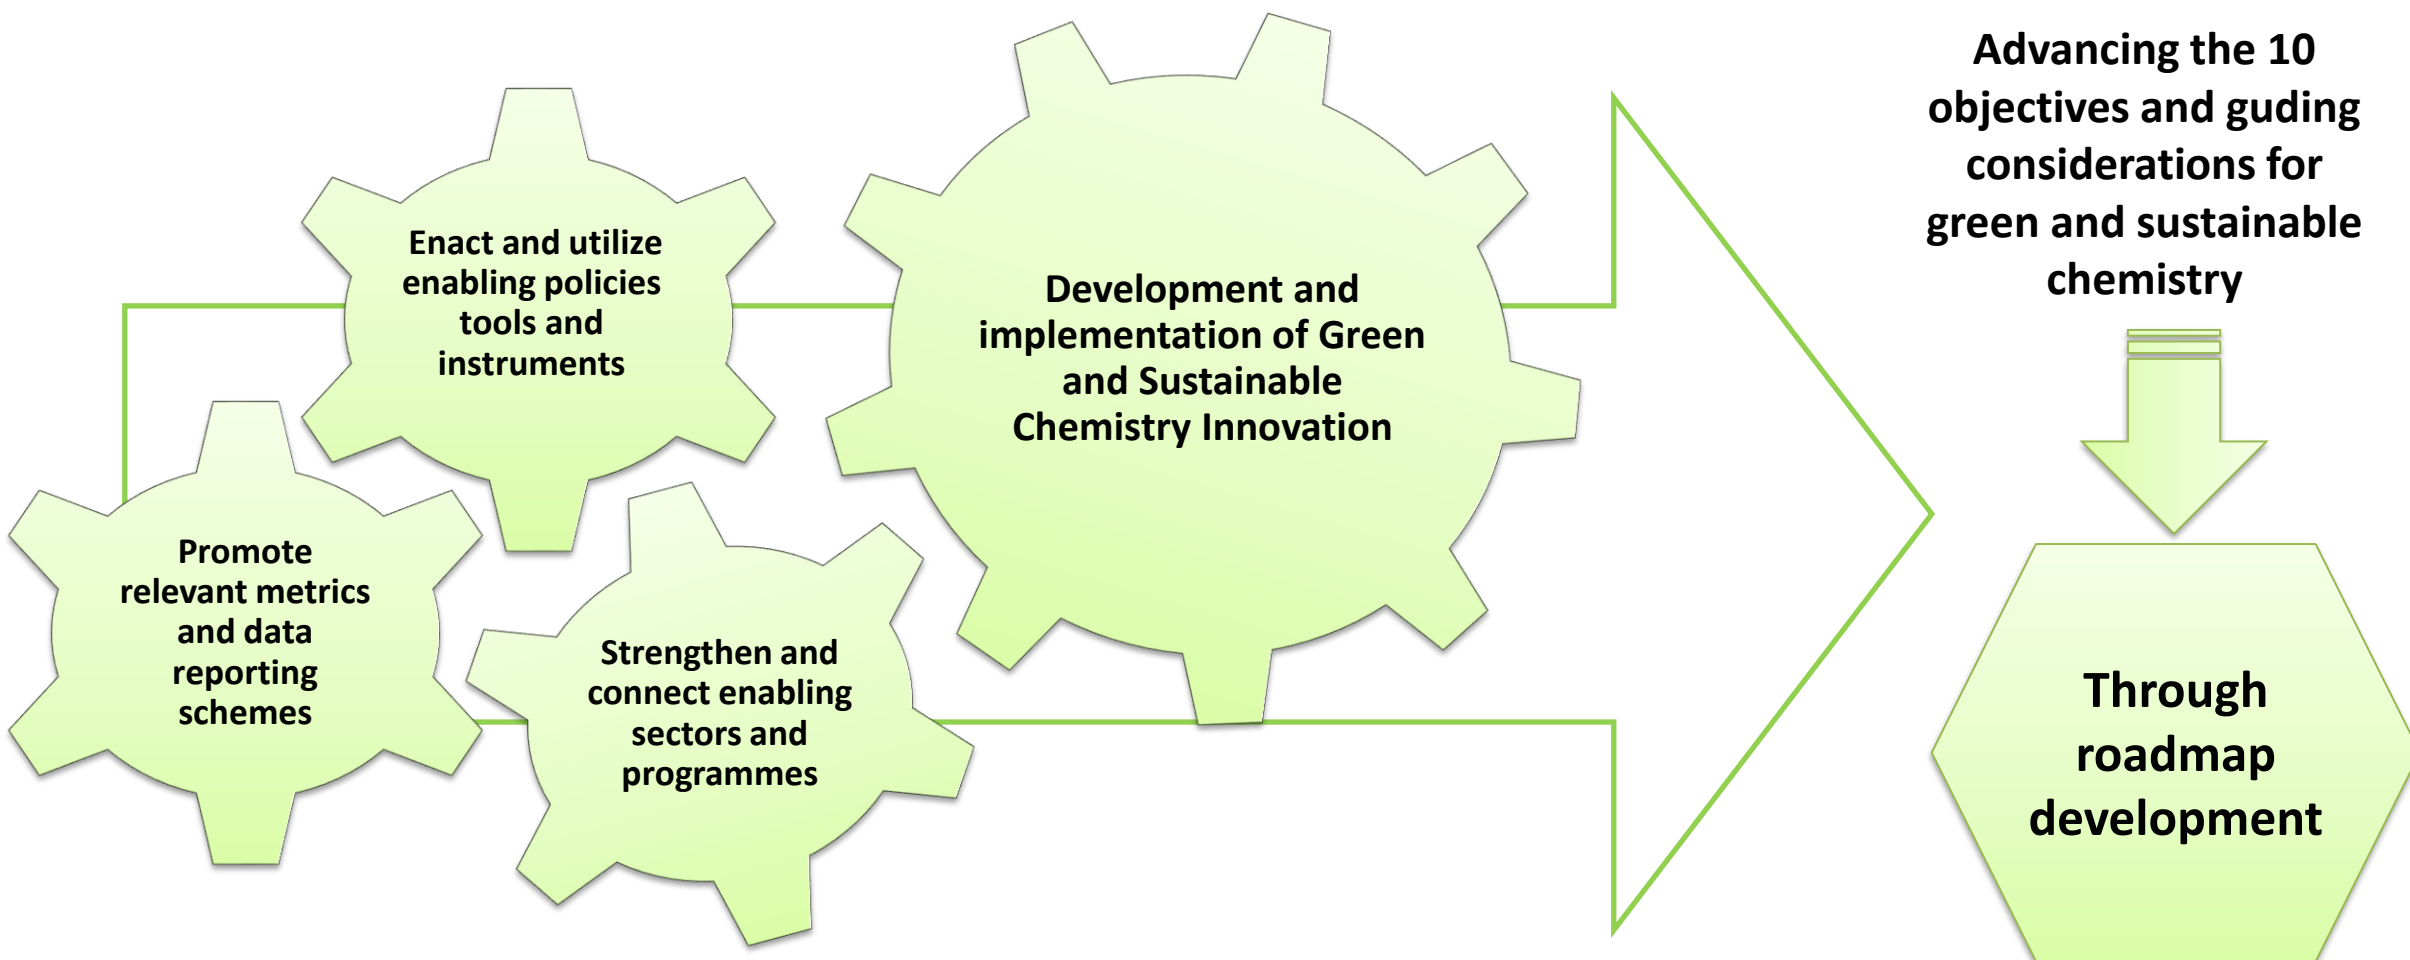 Enact and utilize
enabling policies
tools and
instruments
Promote
relevant metrics
and data
reporting
schemes
Strengthen and
connect enabling
sectors and
programmes
Development and
implementation of Green
and Sustainable
Chemistry Innovation
Advancing the 10
objectives and guding
considerations for
green and sustainable
chemistry
Through
roadmap
development